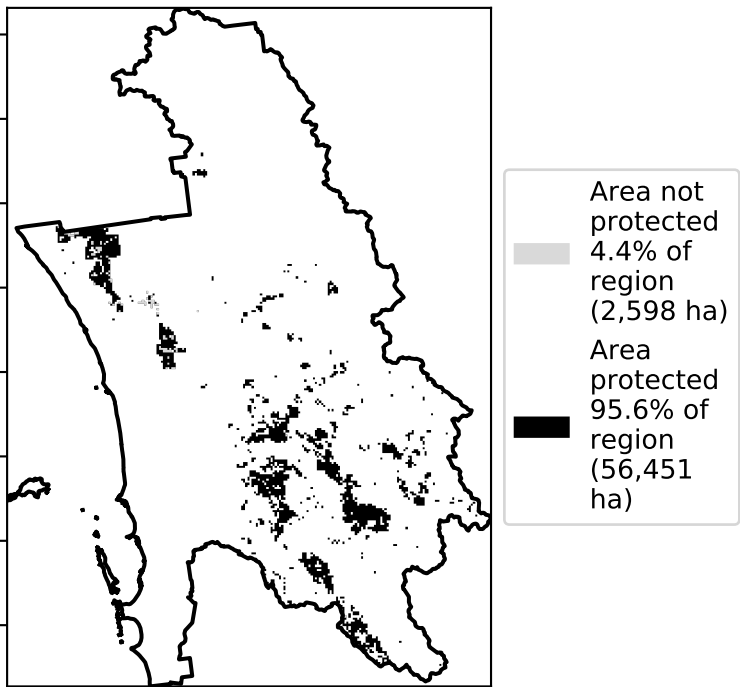 Area not
protected
4.4% of
region
(2,598 ha)
Area
protected
95.6% of
region
(56,451
ha)